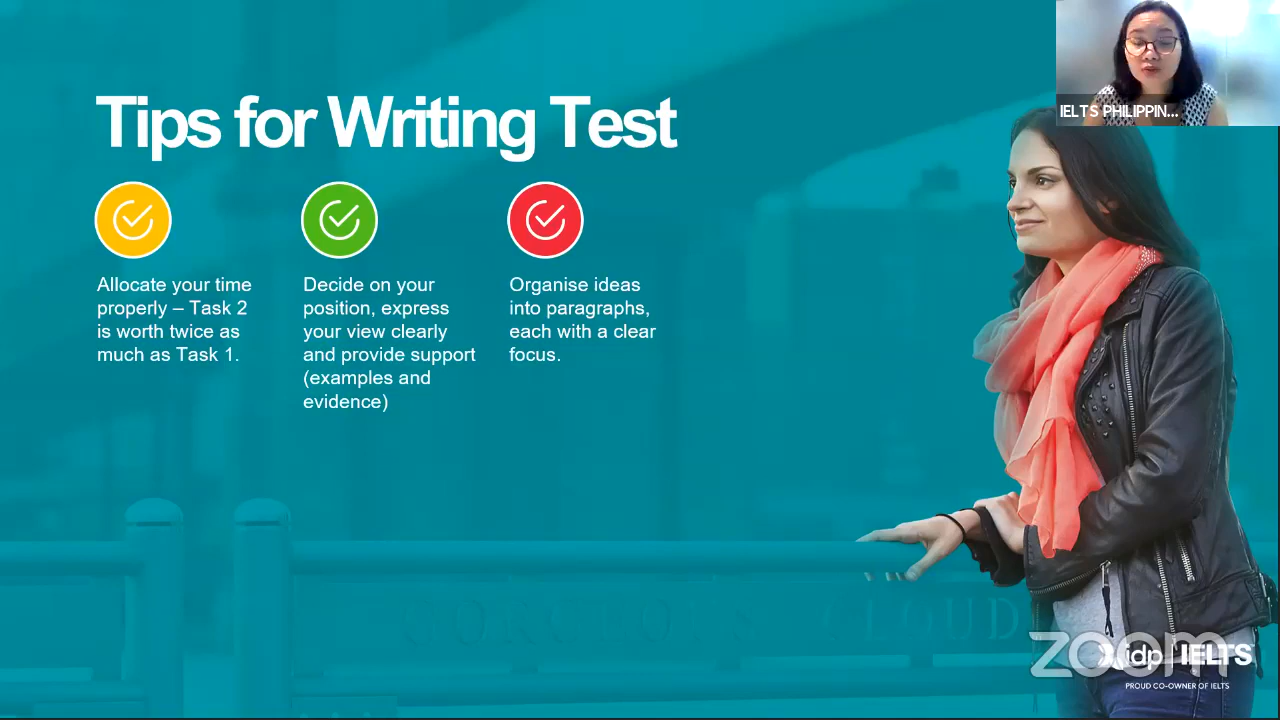 IELTS PHILIPPIN...
Tips for Writing Test
Allocate your time
properly – Task 2
is worth twice as
much as Task 1.
Decide on your
position, express
your view clearly
and provide support
(examples and
evidence)
Organise ideas
into paragraphs,
each with a clear
focus.
zoom
idp IELTS
PROUD CO-OWNER OF IELTS